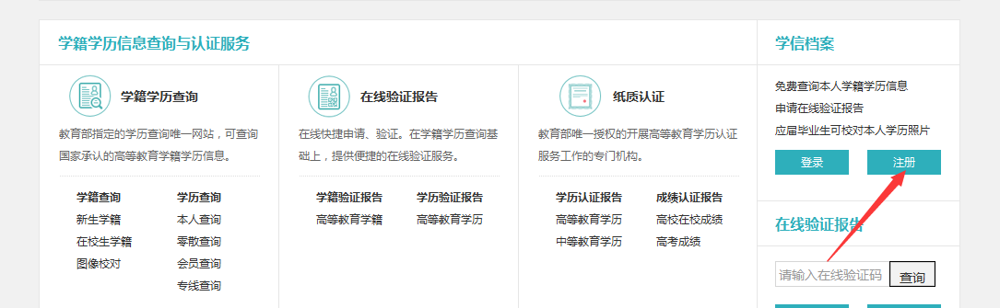 学籍学历信息查询与认证服务
学籍学历查询
教育部指定的学历查询唯一网站，可查询
国家承认的高等教育学籍学历信息。
学籍查询
新生学籍
在校生学籍
图像校对
学历查询
本人查询
零散查询
会员查询
专线查询
在线验证报告
在线快捷申请、验证。在学籍学历查询基
础上，提供便捷的在线验证服务。
学籍验证报告
高等教育学籍
学历验证报告
高等教育学历
纸质认证
教育部唯一授权的开展高等教育学历认证
服务工作的专门机构。
学历认证报告
高等教育学历
中等教育学历
成绩认证报告
高校在校成绩
高考成绩
学信档案
免费查询本人学籍学历信息
申请在线验证报告
应届毕业生可校对本人学历照片
登录
注册
在线验证报告
请输入在线验证码
查询